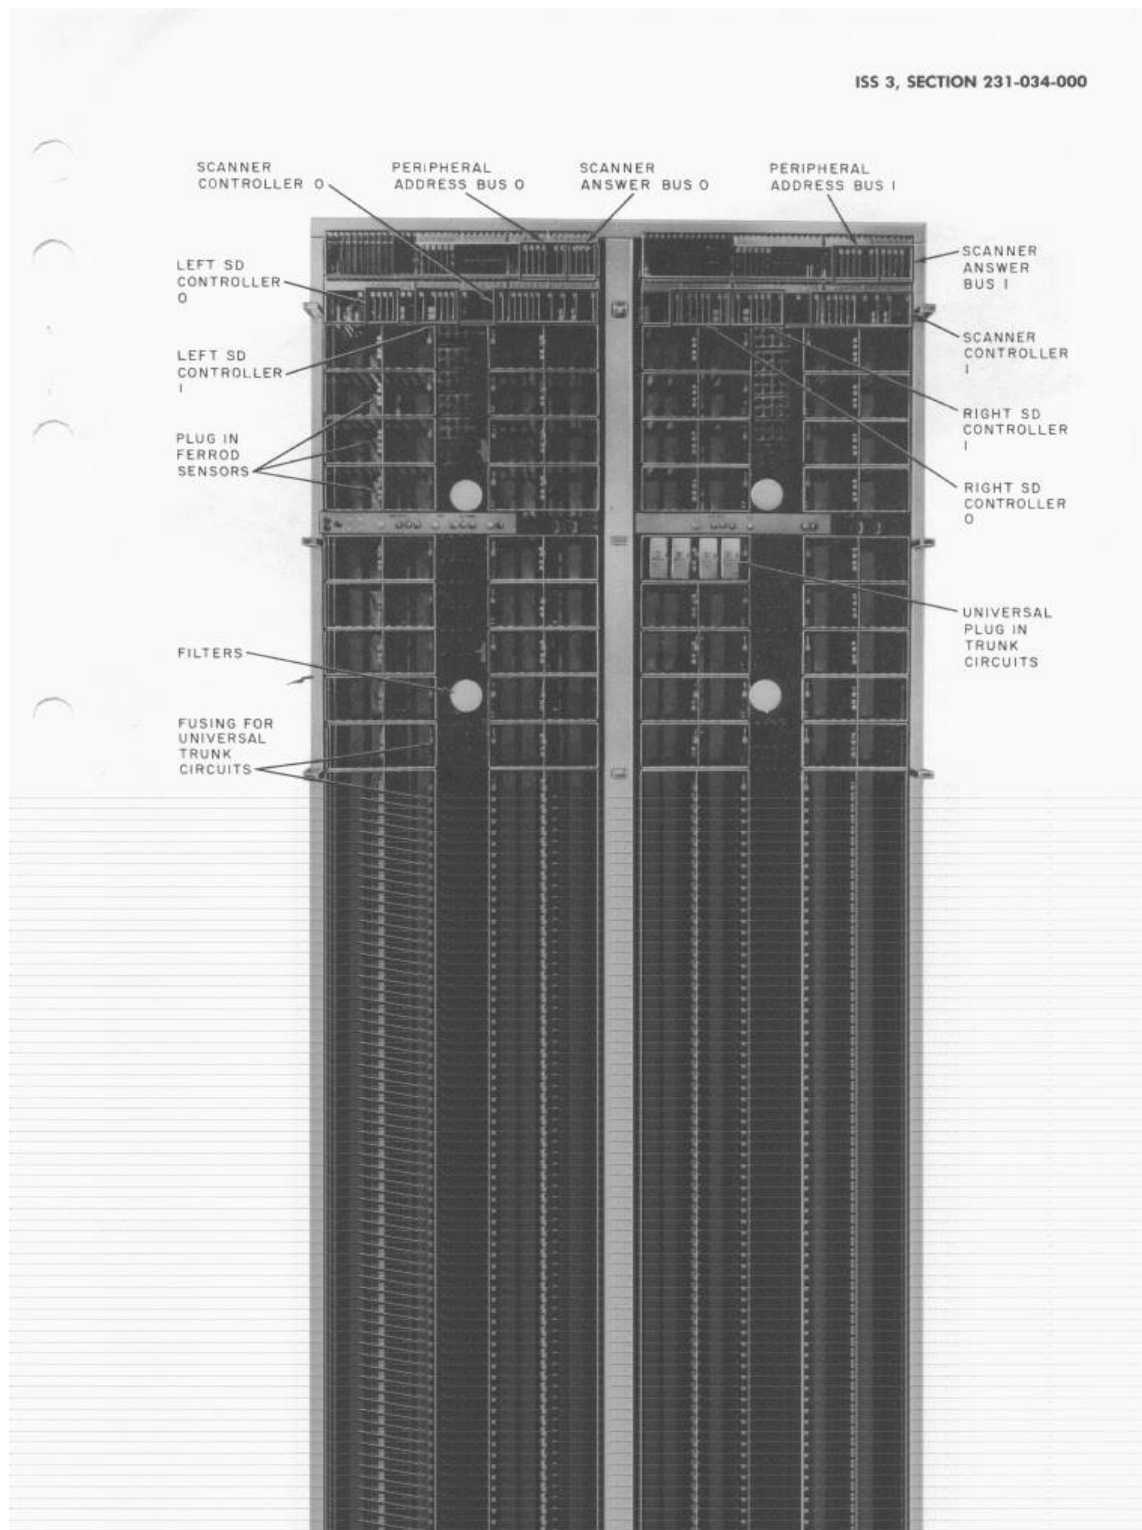 ISS 3, SECTION 231-034-000
SCANNER
CONTROLLER 0
PERIPHERAL
ADDRESS BUS 0
SCANNER
ANSWER BUS 0
PERIPHERAL
ADDRESS BUS 1
LEFT SD
CONTROLLER
0
LEFT SD
CONTROLLER
1
PLUG IN
FERROD
SENSORS
FILTERS
FUSING FOR
UNIVERSAL
TRUNK
CIRCUITS
SCANNER
ANSWER
BUS 1
SCANNER
CONTROLLER
1
RIGHT SD
CONTROLLER
1
RIGHT SD
CONTROLLER
0
UNIVERSAL
PLUG IN
TRUNK
CIRCUITS